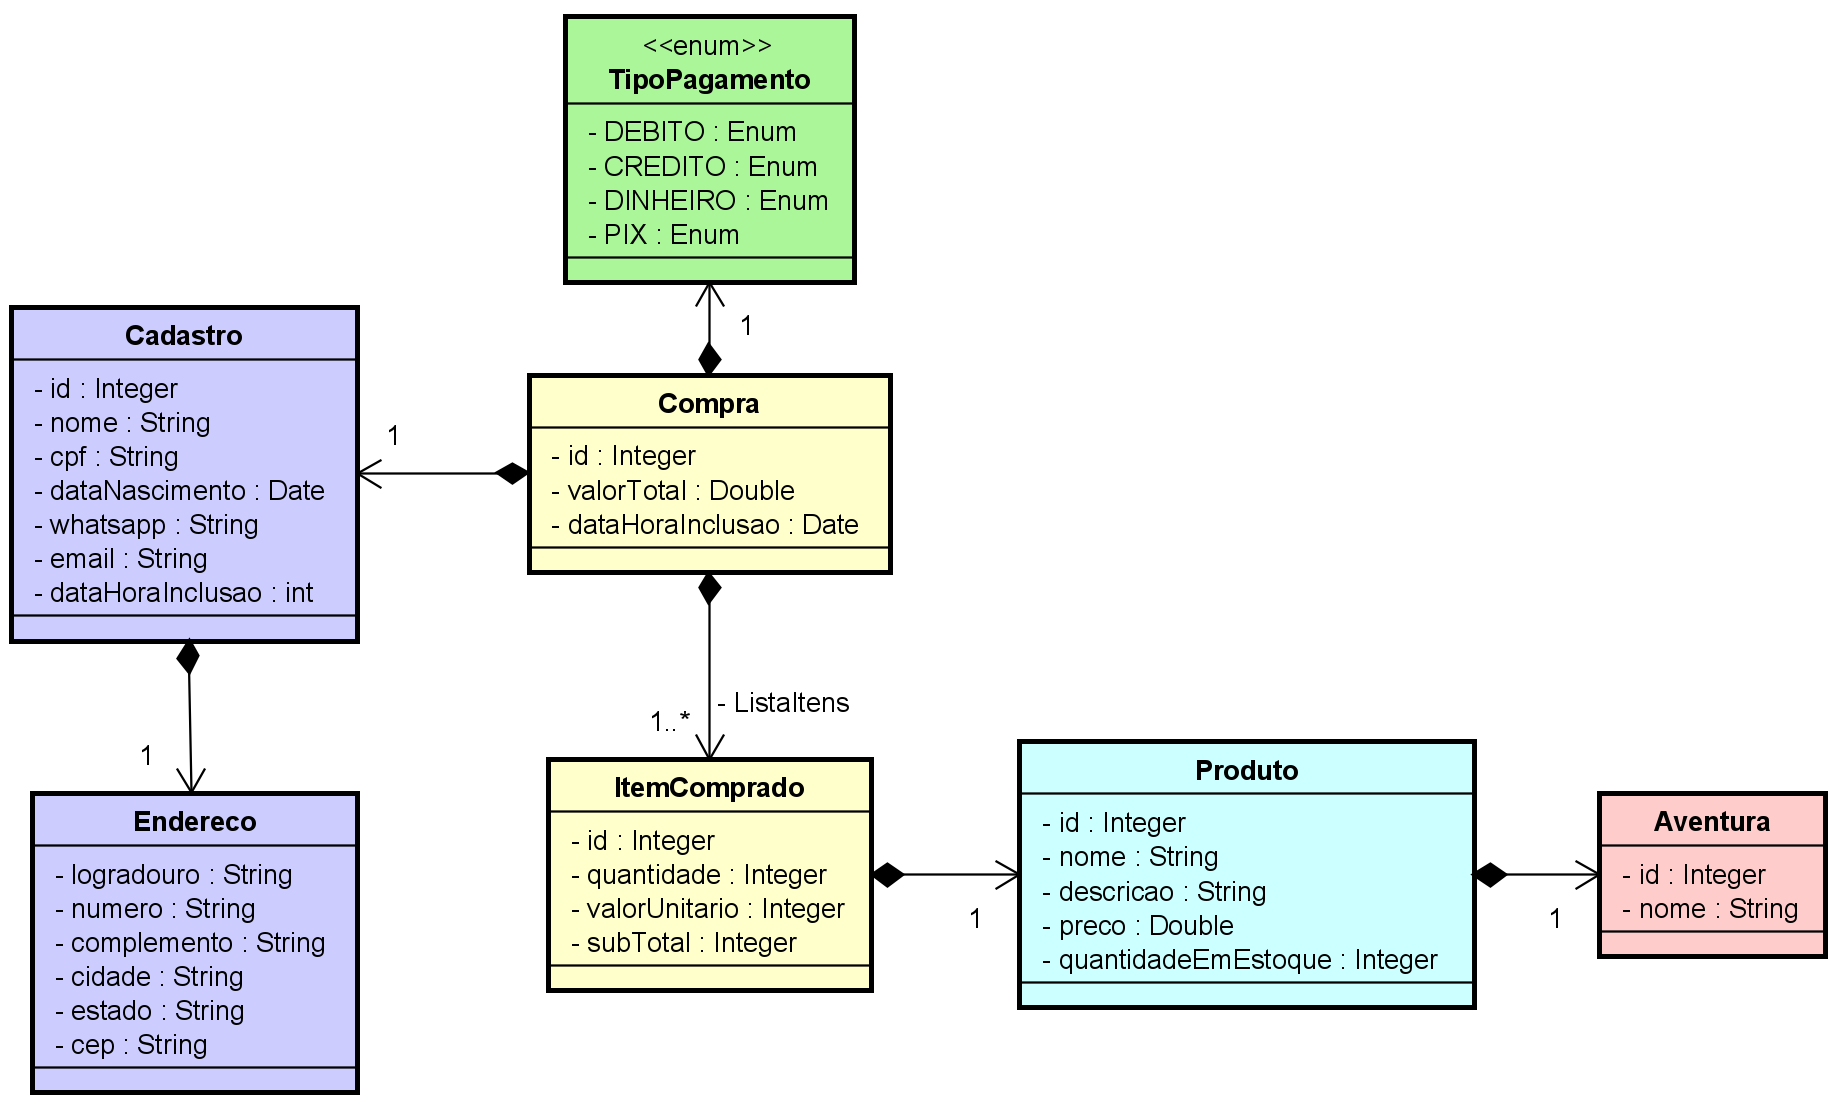 <<enum>>
TipoPagamento
- DEBITO : Enum
- CREDITO : Enum
- DINHEIRO : Enum
- PIX : Enum
1
Cadastro
- id : Integer
- nome : String
- cpf : String
- dataNascimento : Date
- whatsapp : String
- email : String
- dataHoraInclusao : int
1
Compra
- id : Integer
- valorTotal : Double
- dataHoraInclusao : Date
- ListaItens
1..*
1
Endereco
- logradouro : String
- numero : String
- complemento : String
- cidade : String
- estado : String
- cep : String
ItemComprado
- id : Integer
- quantidade : Integer
- valorUnitario : Integer
- subTotal : Integer
1
Produto
- id : Integer
- nome : String
- descricao : String
- preco : Double
- quantidadeEmEstoque : Integer
1
Aventura
- id : Integer
- nome : String